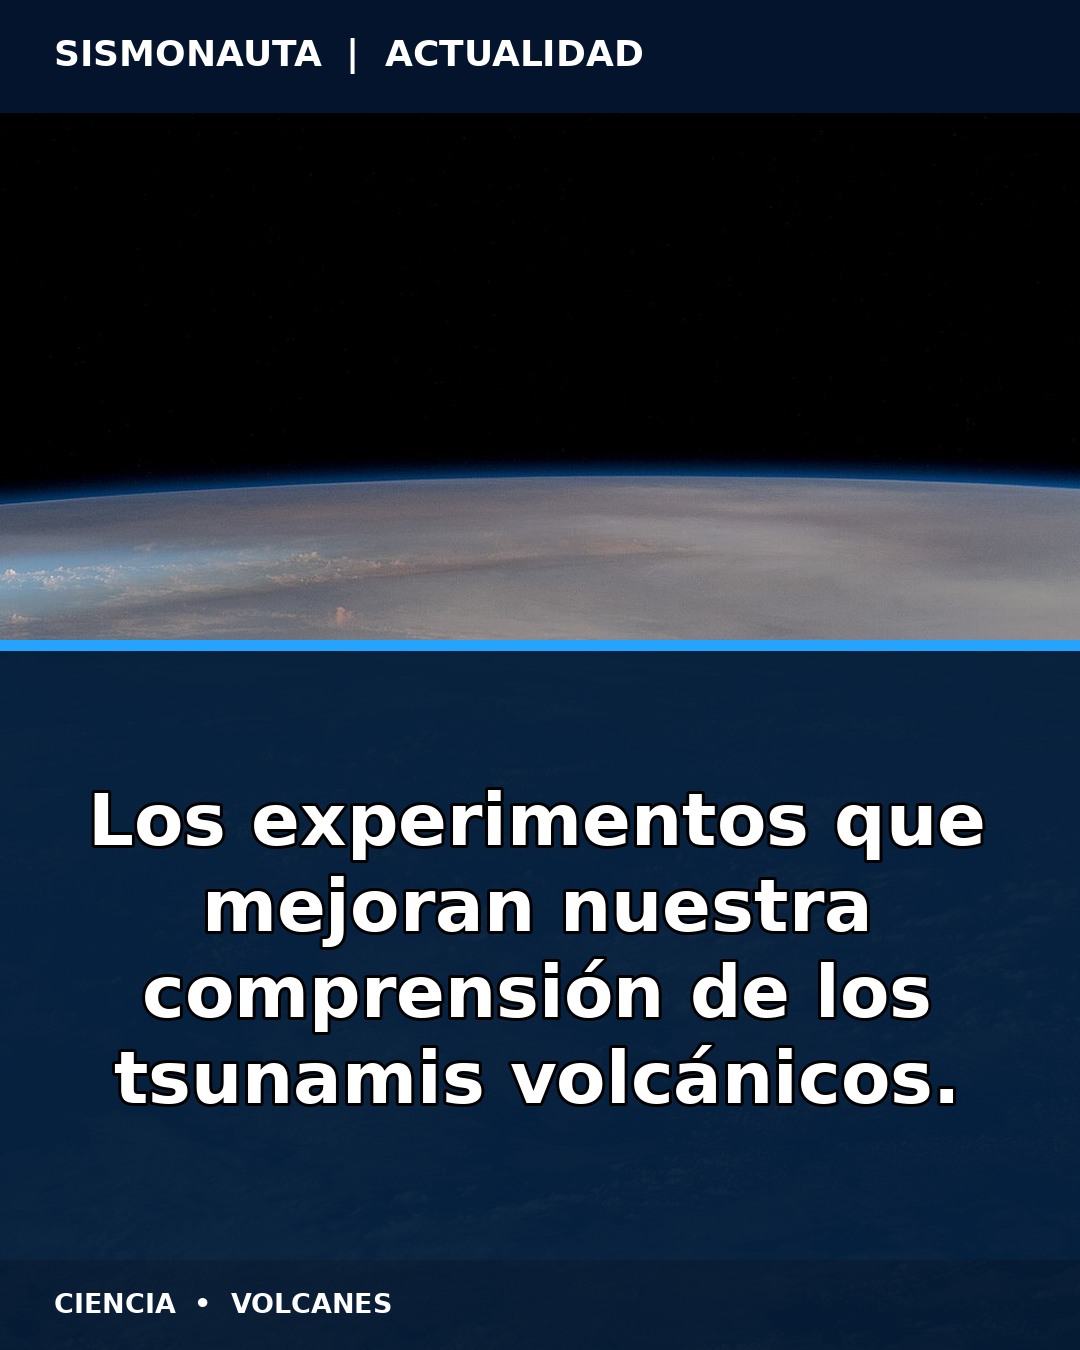 SISMONAUTA | ACTUALIDAD
Los experimentos que
mejoran nuestra
comprensión de los
tsunamis volcánicos.
CIENCIA • VOLCANES